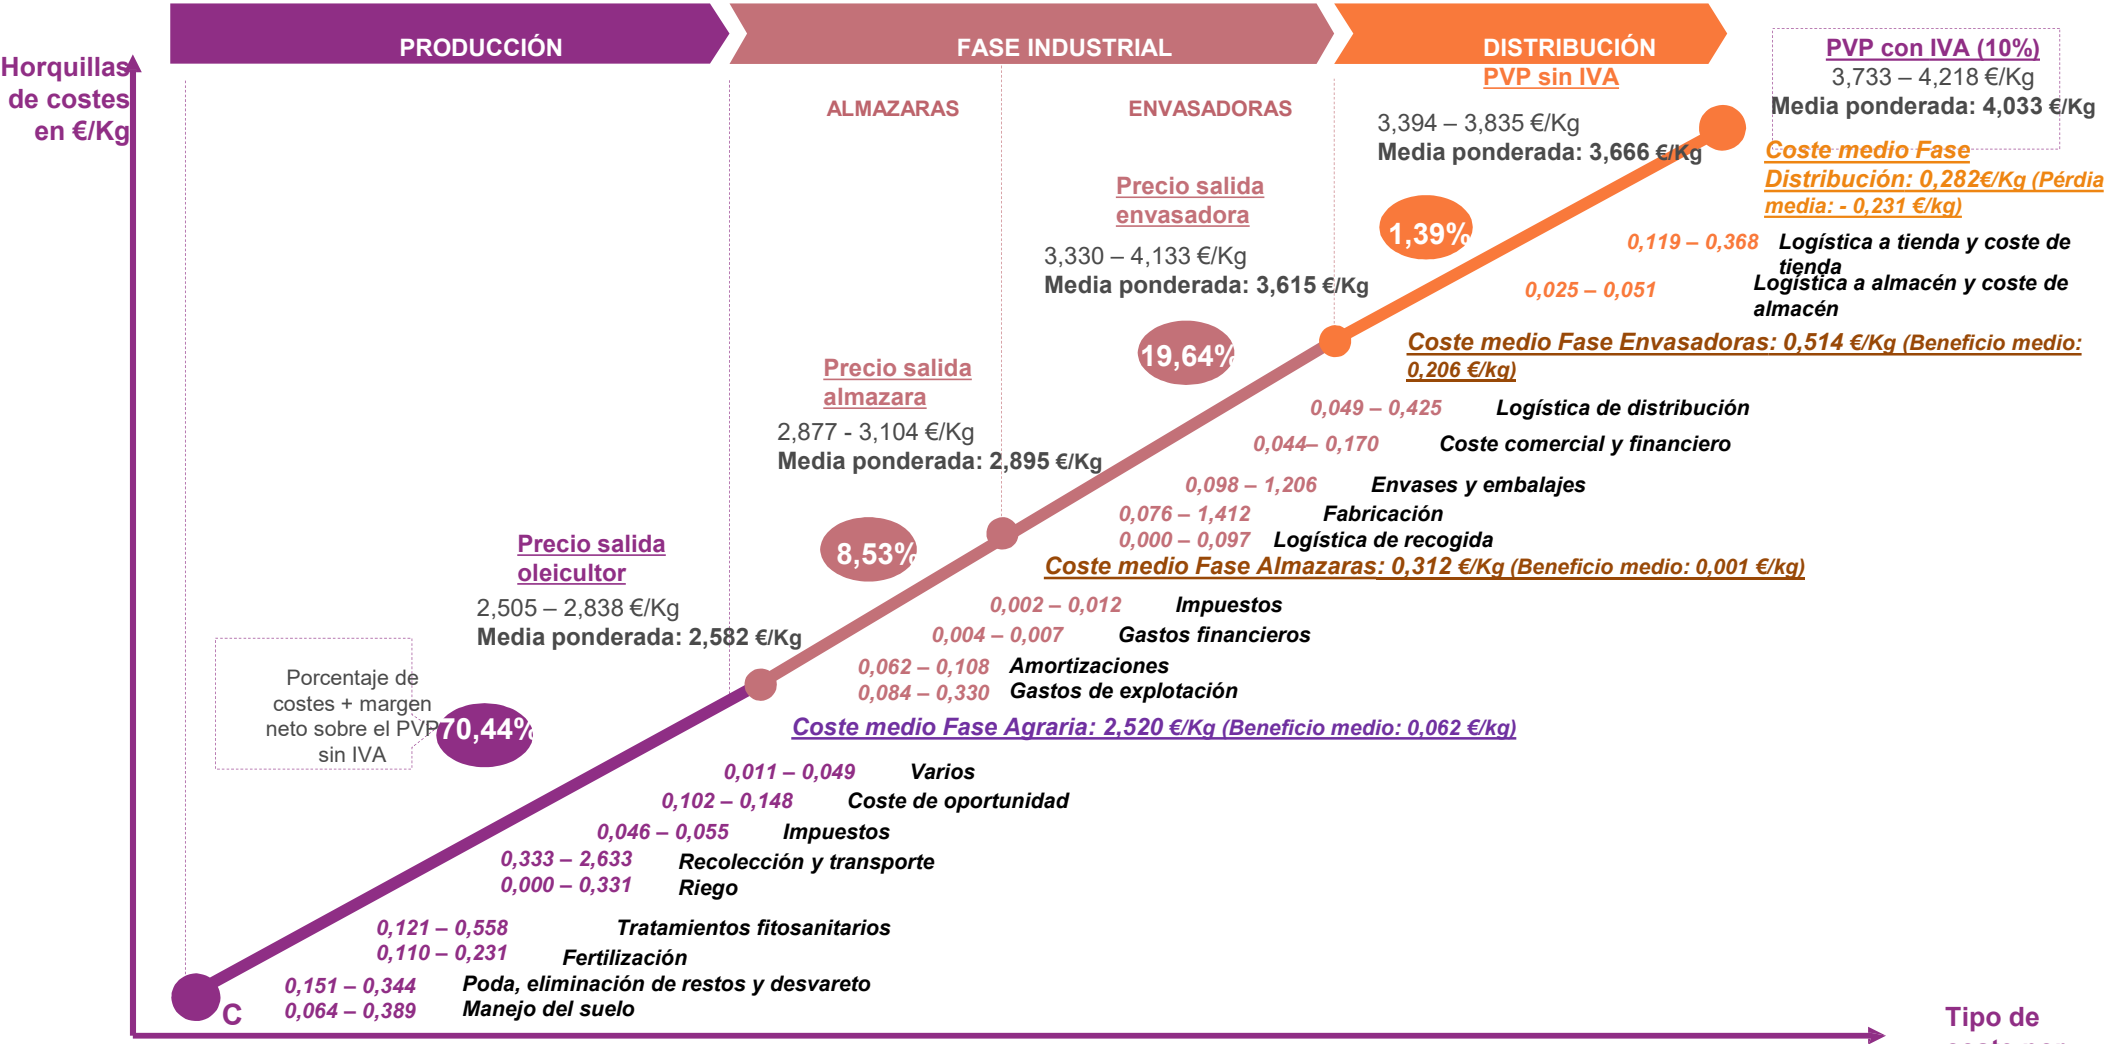 PRODUCCIÓN
FASE INDUSTRIAL
DISTRIBUCIÓN
Horquillas
de costes
en €/Kg
ALMAZARAS
ENVASADORAS
PVP sin IVA
3,394 – 3,835 €/Kg
Media ponderada: 3,666 €/Kg
PVP con IVA (10%)
3,733 – 4,218 €/Kg
Media ponderada: 4,033 €/Kg
Coste medio Fase
Distribución: 0,282€/Kg (Pérdia
media: - 0,231 €/kg)
1,39%
0,119 – 0,368 Logística a tienda y coste de
tienda
0,025 – 0,051 Logística a almacén y coste de
almacén
Precio salida
envasadora
3,330 – 4,133 €/Kg
Media ponderada: 3,615 €/Kg
19,64%
Coste medio Fase Envasadoras: 0,514 €/Kg (Beneficio medio:
0,206 €/kg)
0,049 – 0,425 Logística de distribución
0,044– 0,170 Coste comercial y financiero
0,098 – 1,206 Envases y embalajes
0,076 – 1,412 Fabricación
0,000 – 0,097 Logística de recogida
Precio salida
almazara
2,877 - 3,104 €/Kg
Media ponderada: 2,895 €/Kg
8,53%
Coste medio Fase Almazaras: 0,312 €/Kg (Beneficio medio: 0,001 €/kg)
0,002 – 0,012 Impuestos
0,004 – 0,007 Gastos financieros
0,062 – 0,108 Amortizaciones
0,084 – 0,330 Gastos de explotación
Precio salida
oleicultor
2,505 – 2,838 €/Kg
Media ponderada: 2,582 €/Kg
Porcentaje de
costes + margen
neto sobre el PVP
sin IVA
70,44%
Coste medio Fase Agraria: 2,520 €/Kg (Beneficio medio: 0,062 €/kg)
0,011 – 0,049 Varios
0,102 – 0,148 Coste de oportunidad
0,046 – 0,055 Impuestos
0,333 – 2,633 Recolección y transporte
0,000 – 0,331 Riego
0,121 – 0,558 Tratamientos fitosanitarios
0,110 – 0,231 Fertilización
0,151 – 0,344 Poda, eliminación de restos y desvareto
0,064 – 0,389 Manejo del suelo
C
Tipo de